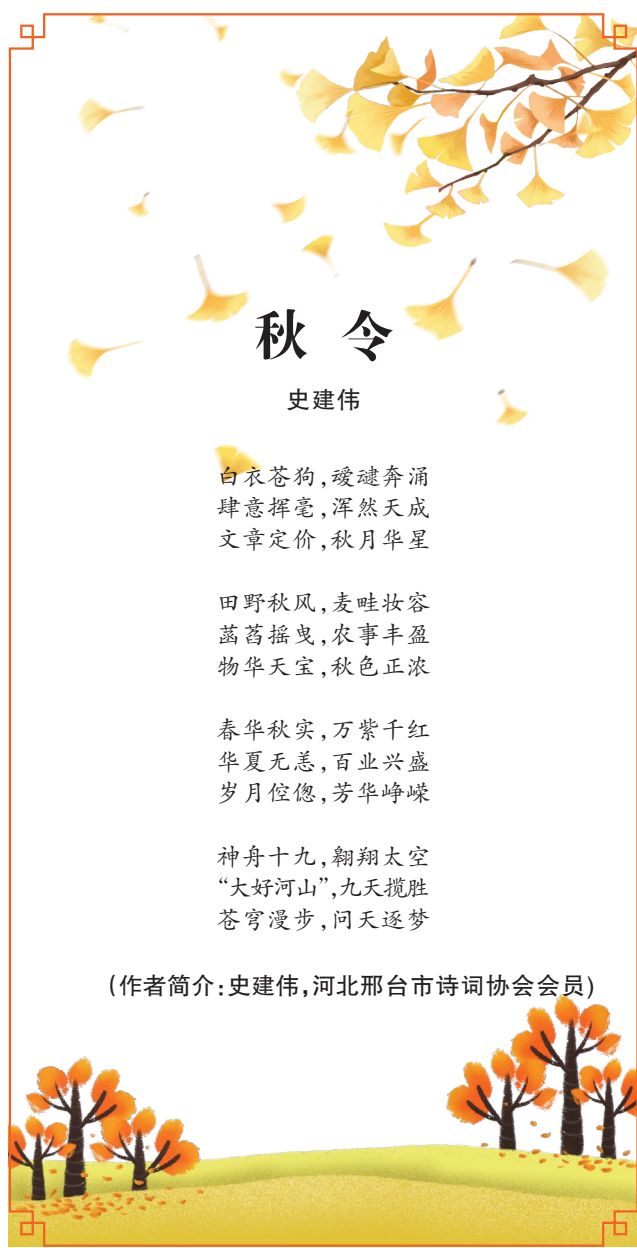 秋 令
史建伟
白衣苍狗,叆叇奔涌
肆意挥毫,浑然天成
文章定价,秋月华星
田野秋风,麦畦妆容
菡萏摇曳,农事丰盈
物华天宝,秋色正浓
春华秋实,万紫千红
华夏无恙,百业兴盛
岁月倥偬,芳华峥嵘
神舟十九,翱翔太空
“大好河山”,九天揽胜
苍穹漫步,问天逐梦
(作者简介:史建伟,河北邢台市诗词协会会员)